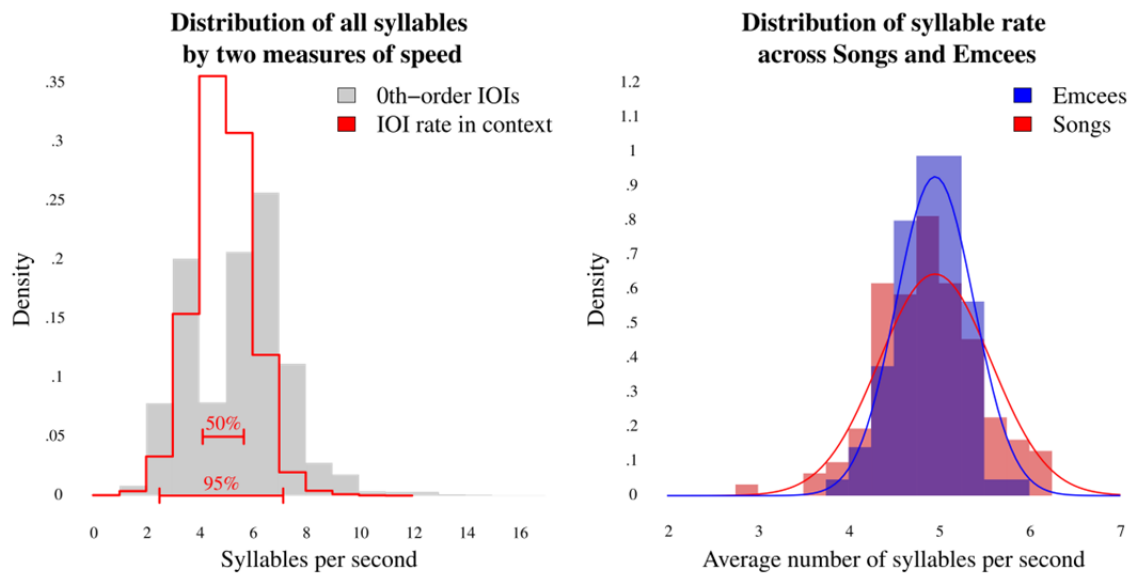 Distribution of all syllables
by two measures of speed
.35
.3
.25
.2
.15
.1
.05
0
Density
0th−order IOIs
IOI rate in context
50%
95%
0 2 4 6 8 10 12 14 16
Syllables per second
Distribution of syllable rate
across Songs and Emcees
1.2
1.1
1
.9
.8
.7
.6
.5
.4
.3
.2
.1
0
Density
Emcees
Songs
2 3 4 5 6 7
Average number of syllables per second